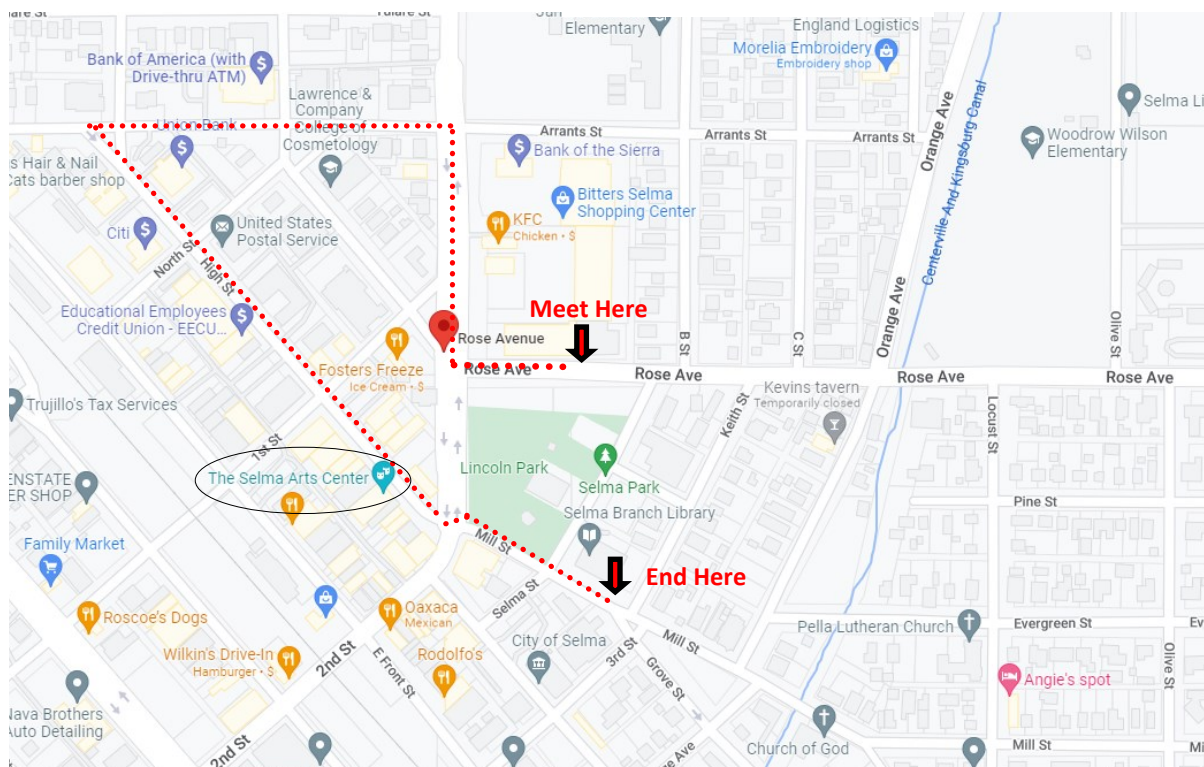 Tulare St
Elementary
England Logistics
Morelia Embroidery
Embroidery shop
Bank of America (with
Drive-thru ATM)
Lawrence &
Company
College of
Cosmetology
Union Bank
Arrants St
Arrants St
Arrants St
Orange Ave
Centerville And Kingsburg Canal
Selma Li
Woodrow Wilson
Elementary
s Hair & Nail
Cats barber shop
Bank of the Sierra
Bitters Selma
Shopping Center
KFC
Chicken • $
United States
Postal Service
Citi
North St
High St
Educational Employees
Credit Union - EECU...
Meet Here
Rose Avenue
B St
C St
Orange Ave
Olive St
Fosters Freeze
Ice Cream • $
Rose Ave
Rose Ave
Rose Ave
Rose Ave
Kevins tavern
Temporarily closed
Keith St
Locust St
Trujillo's Tax Services
1st St
The Selma Arts Center
Lincoln Park
Selma Park
Selma Branch Library
ENSTATE
ER SHOP
Pine St
Mill St
Family Market
End Here
Selma St
Roscoe's Dogs
Oaxaca
Mexican
City of Selma
3rd St
Grove St
Mill St
Pella Lutheran Church
Evergreen St
Ev
Olive St
Wilkin's Drive-In
Hamburger • $
2nd St
E Front St
Rodolfo's
Angie's spot
Nava Brothers
Auto Detailing
2nd St
Church of God
Mill St